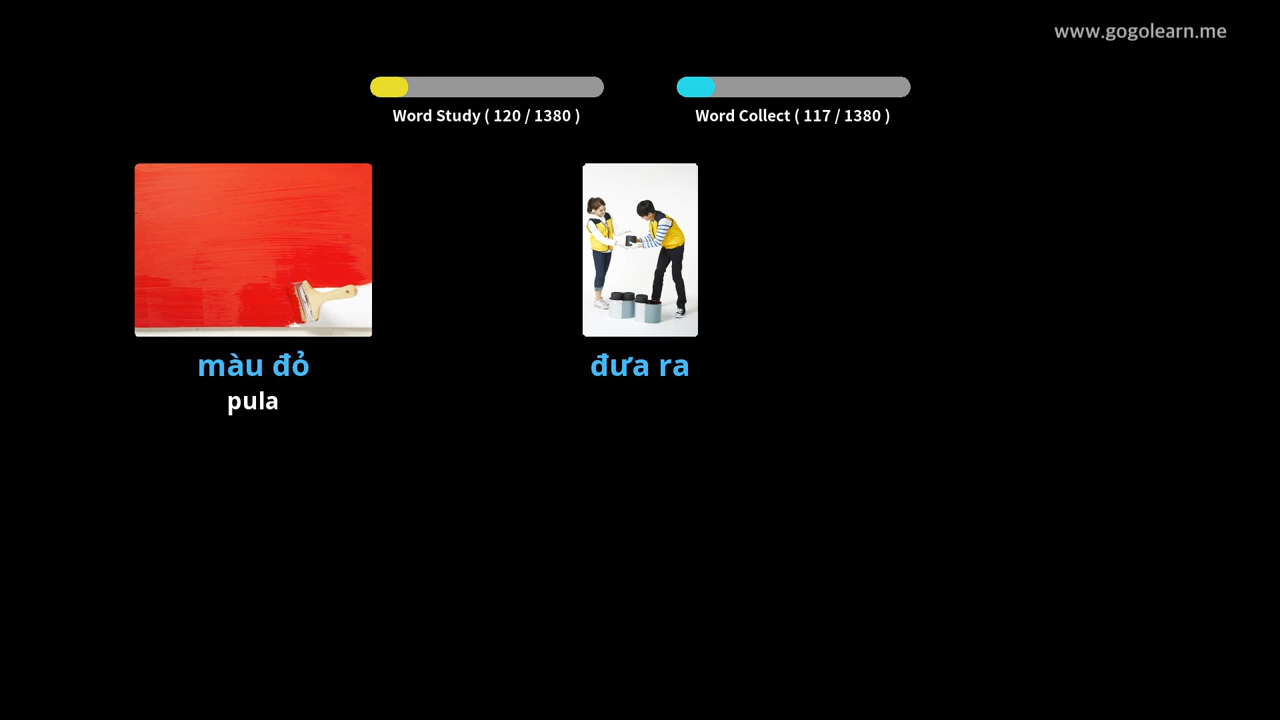 www.gogolearn.me
Word Study ( 120 / 1380 )
Word Collect ( 117 / 1380 )
màu đỏ
pula
đưa ra